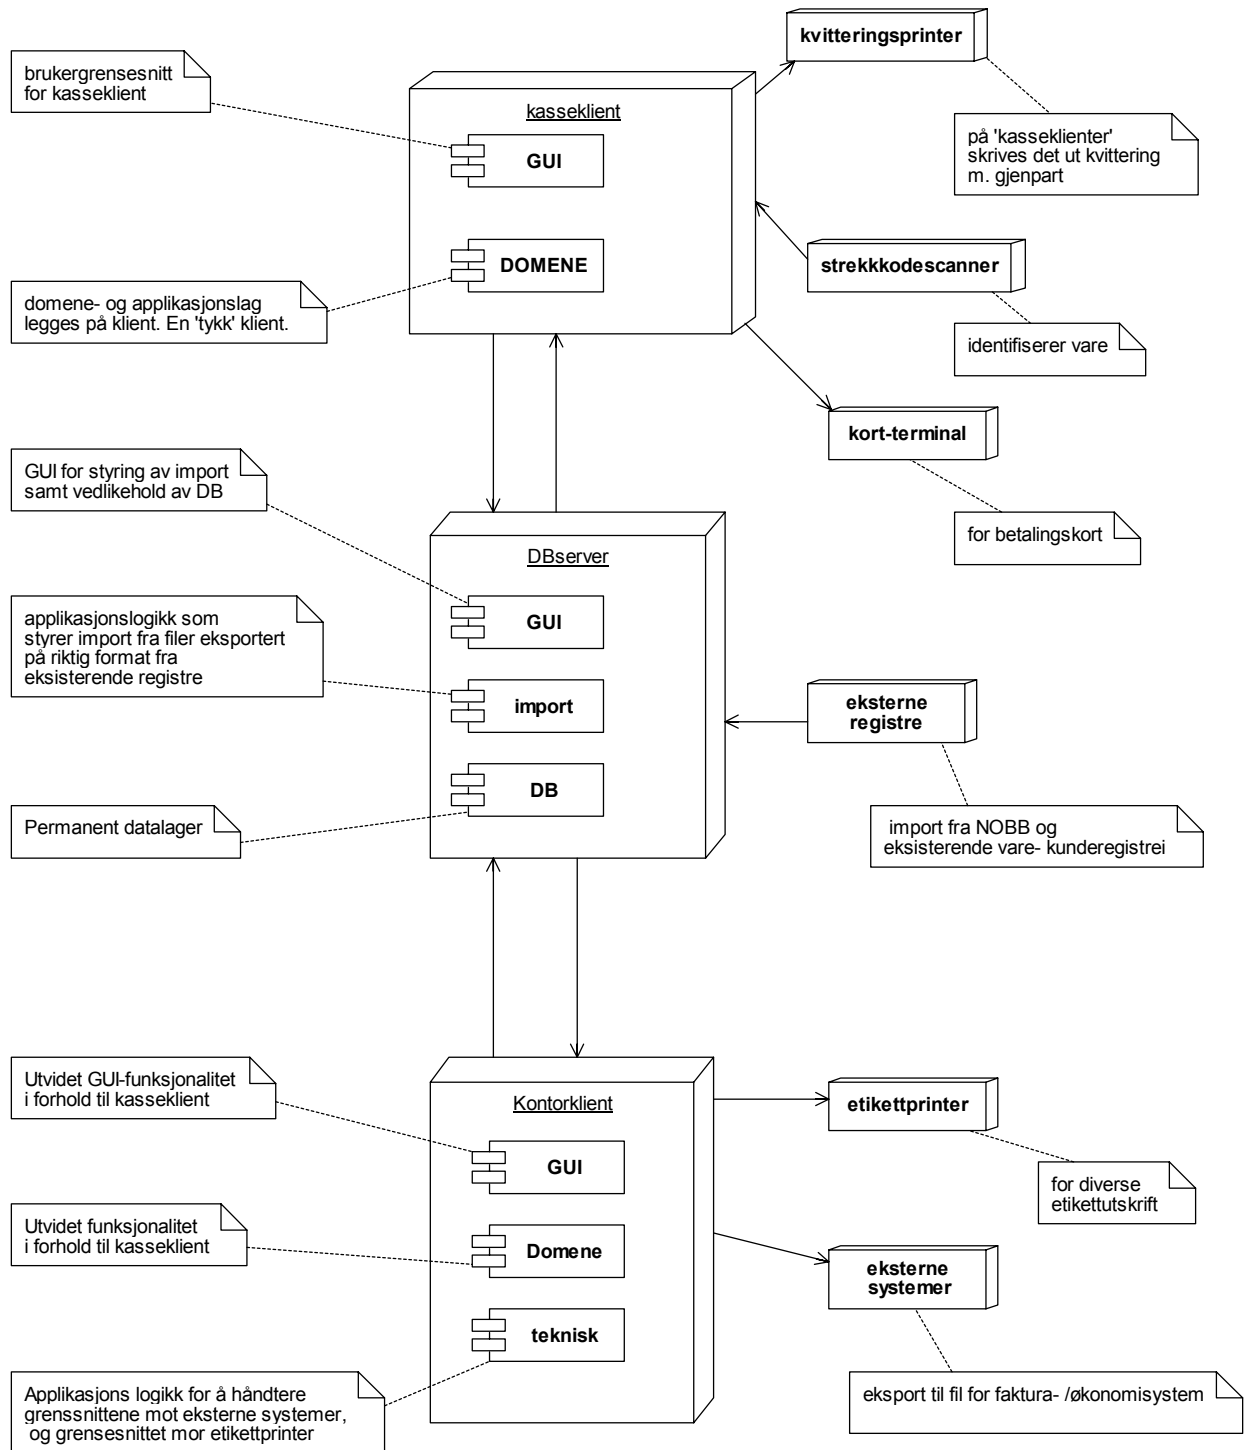 kvitteringsprinter
brukergrensesnitt
for kasseklient
kasseklient
GUI
på 'kasseklienter'
skrives det ut kvittering
m. gjenpart
DOMENE
strekkkodescanner
domene- og applikasjonslag
legges på klient. En 'tykk' klient.
identifiserer vare
kort-terminal
GUI for styring av import
samt vedlikehold av DB
for betalingskort
DBserver
GUI
applikasjonslogikk som
styrer import fra filer eksportert
på riktig format fra
eksisterende registre
import
eksterne
registre
DB
Permanent datalager
import fra NOBB og
eksisterende vare- kunderegistrei
Utvidet GUI-funksjonalitet
i forhold til kasseklient
Kontorklient
etikettprinter
GUI
for diverse
etikettutskrift
Utvidet funksjonalitet
i forhold til kasseklient
Domene
eksterne
systemer
teknisk
Applikasjons logikk for å håndtere
grenssnittene mot eksterne systemer,
og grensesnittet mor etikettprinter
eksport til fil for faktura- /økonomisystem